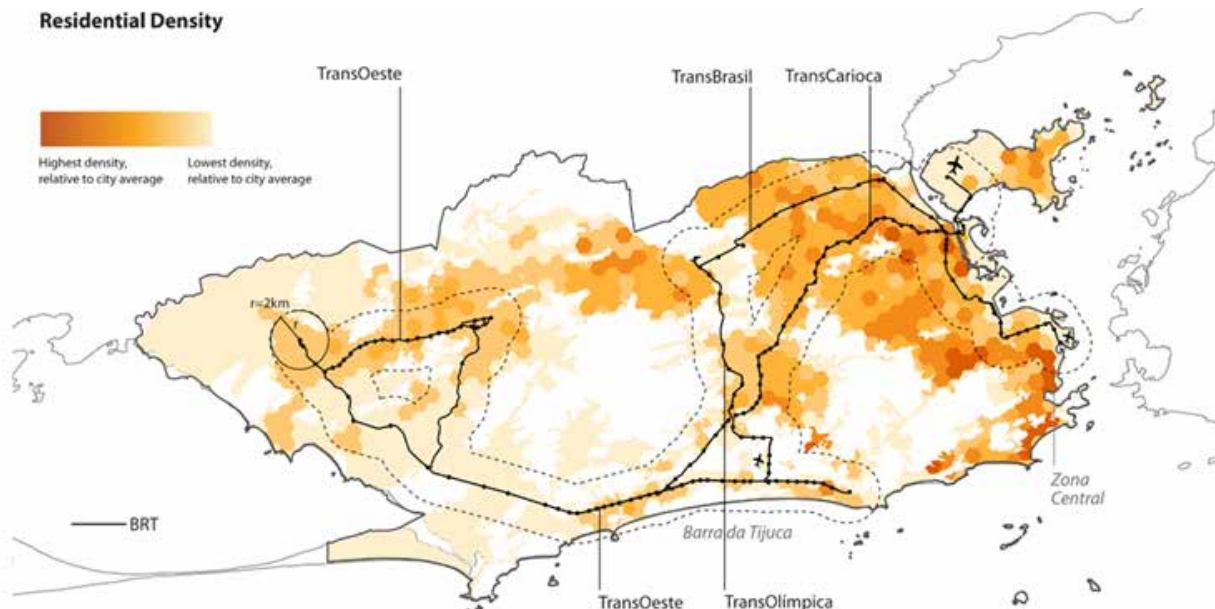 Residential Density
TransOeste
TransBrasil
TransCarioca
Highest density,
relative to city average
Lowest density,
relative to city average
r=2km
Zona
Central
BRT
Barra da Tijuca
TransOeste
TransOlímpica